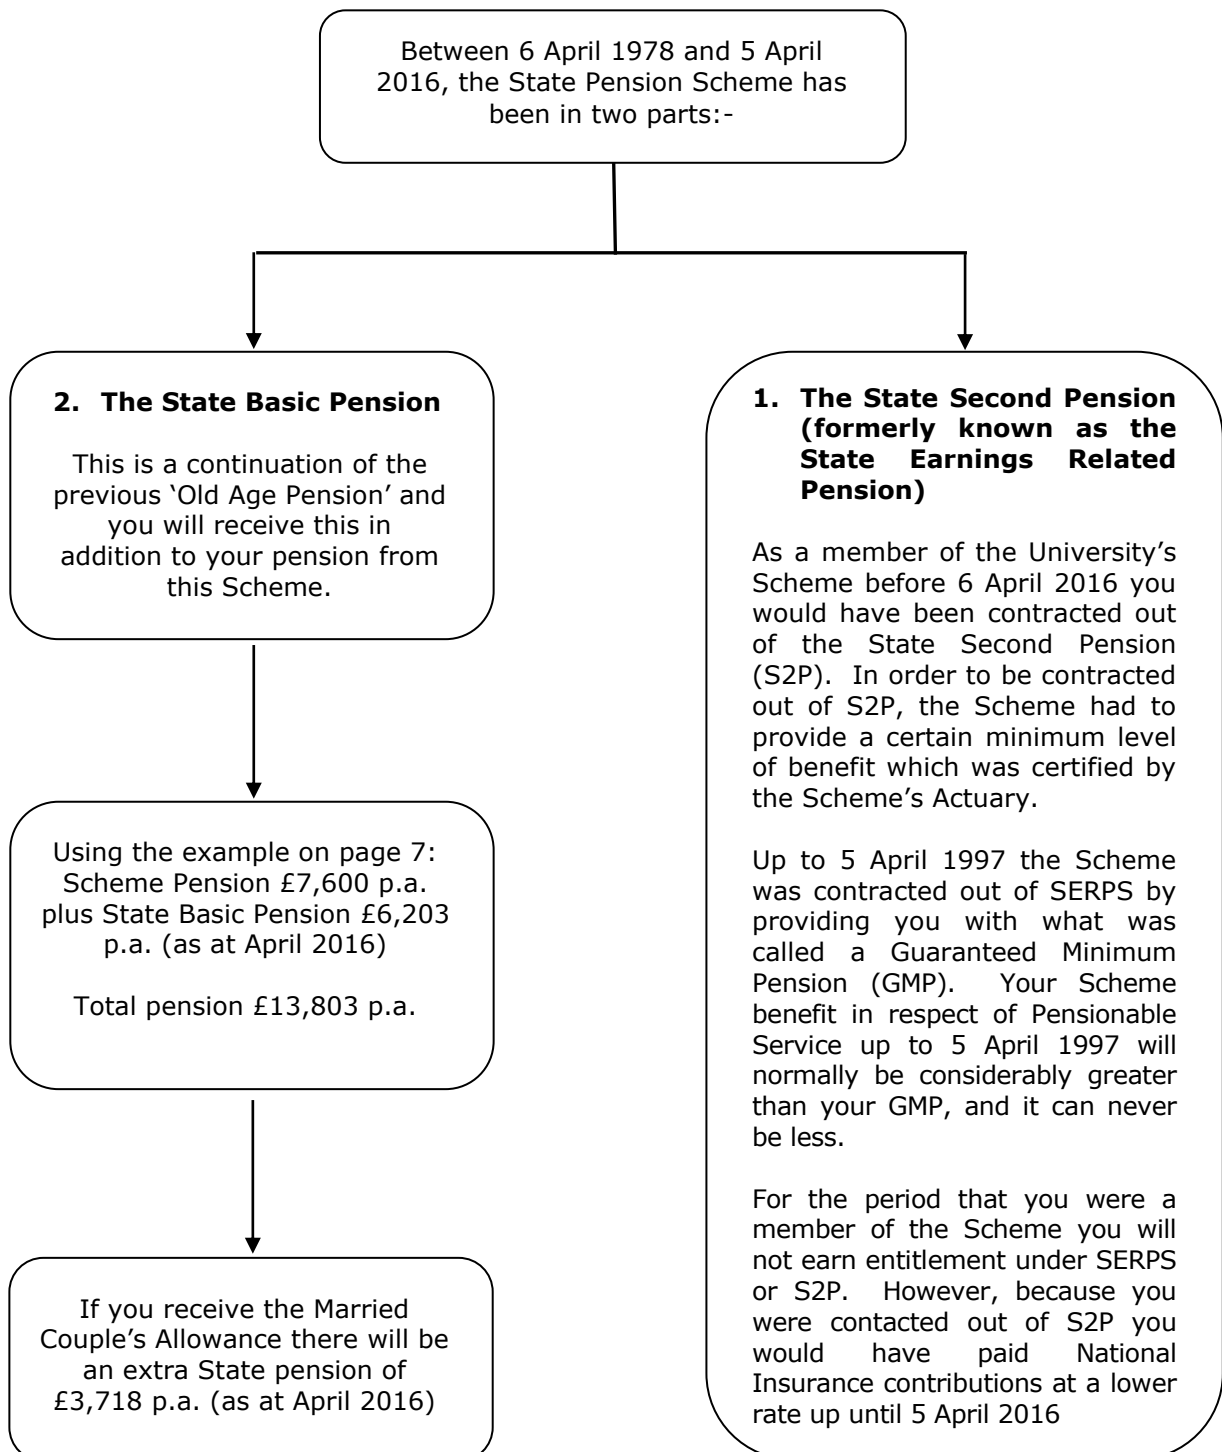 Between 6 April 1978 and 5 April
2016, the State Pension Scheme has
been in two parts:-
2. The State Basic Pension
This is a continuation of the
previous ‘Old Age Pension’ and
you will receive this in
addition to your pension from
this Scheme.
Using the example on page 7:
Scheme Pension £7,600 p.a.
plus State Basic Pension £6,203
p.a. (as at April 2016)
Total pension £13,803 p.a.
If you receive the Married
Couple’s Allowance there will be
an extra State pension of
£3,718 p.a. (as at April 2016)
1. The State Second Pension
(formerly known as the
State Earnings Related
Pension)
As a member of the University’s
Scheme before 6 April 2016 you
would have been contracted out
of the State Second Pension
(S2P). In order to be contracted
out of S2P, the Scheme had to
provide a certain minimum level
of benefit which was certified by
the Scheme’s Actuary.
Up to 5 April 1997 the Scheme
was contracted out of SERPS by
providing you with what was
called a Guaranteed Minimum
Pension (GMP). Your Scheme
benefit in respect of Pensionable
Service up to 5 April 1997 will
normally be considerably greater
than your GMP, and it can never
be less.
For the period that you were a
member of the Scheme you will
not earn entitlement under SERPS
or S2P. However, because you
were contacted out of S2P you
would have paid National
Insurance contributions at a lower
rate up until 5 April 2016